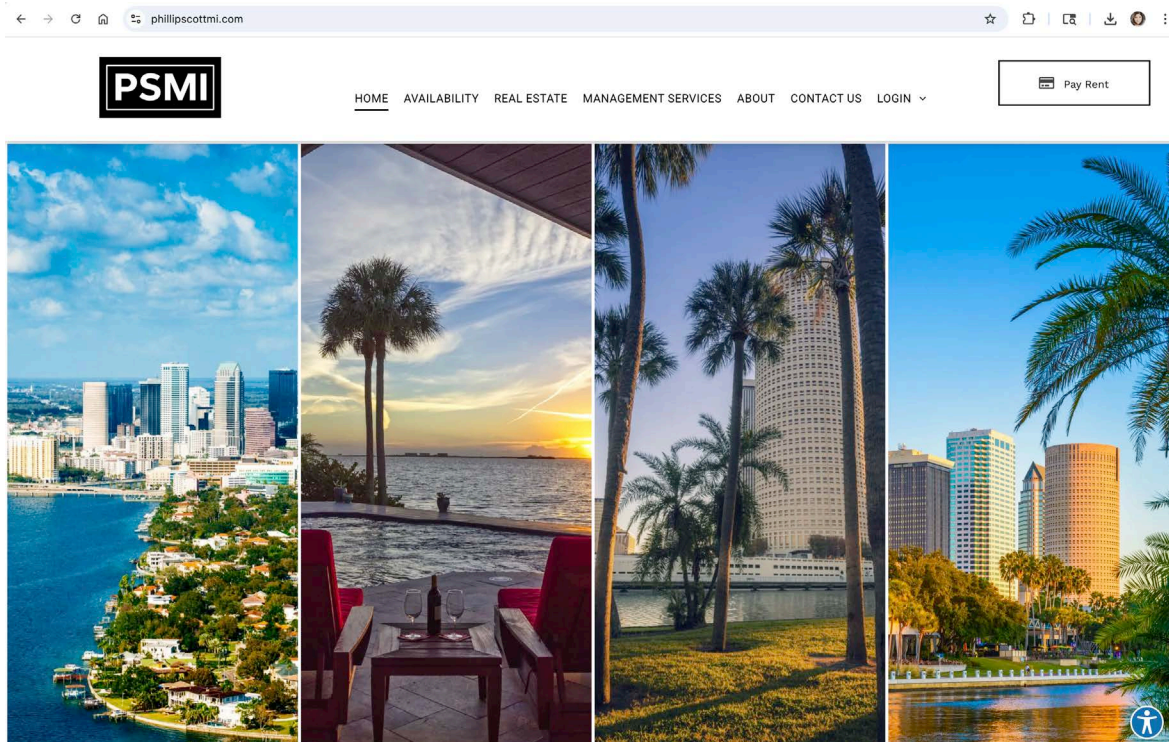 phillipscottmi.com
PSMI
HOME AVAILABILITY REAL ESTATE MANAGEMENT SERVICES ABOUT CONTACT US LOGIN
Pay Rent